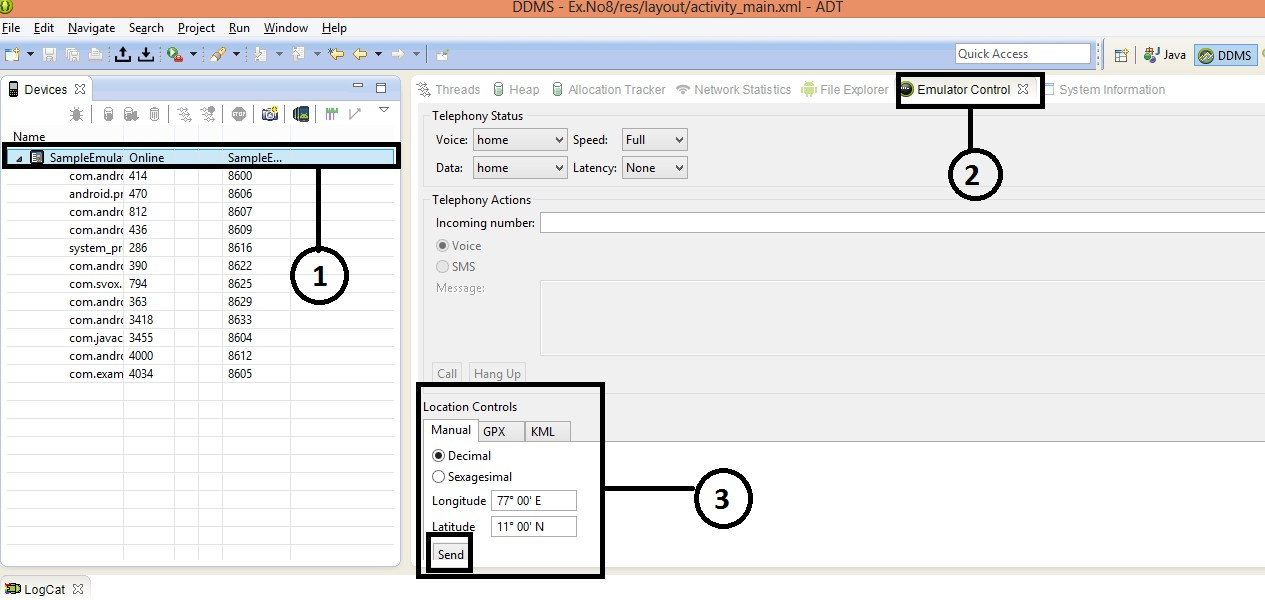 DDMS - Ex.No8/res/layout/activity_main.xml - ADT
File Edit Navigate Search Project Run Window Help
Quick Access
Java
DDMS
Devices
Name
SampleEmulat Online SampleE...
com.andro 414 8600
android.pr 470 8606
com.andro 812 8607
com.andro 436 8609
system_pr 286 8616
com.andro 390 8622
com.svox. 794 8625
com.andro 363 8629
com.andro 3418 8633
com.javac 3455 8604
com.andro 4000 8612
com.exam 4034 8605
1
Threads Heap Allocation Tracker Network Statistics File Explorer Emulator Control System Information
2
Telephony Status
Voice: home Speed: Full
Data: home Latency: None
Telephony Actions
Incoming number:
Voice
SMS
Message:
Call Hang Up
Location Controls
Manual GPX KML
Decimal
Sexagesimal
Longitude 77° 00' E
Latitude 11° 00' N
Send
3
LogCat